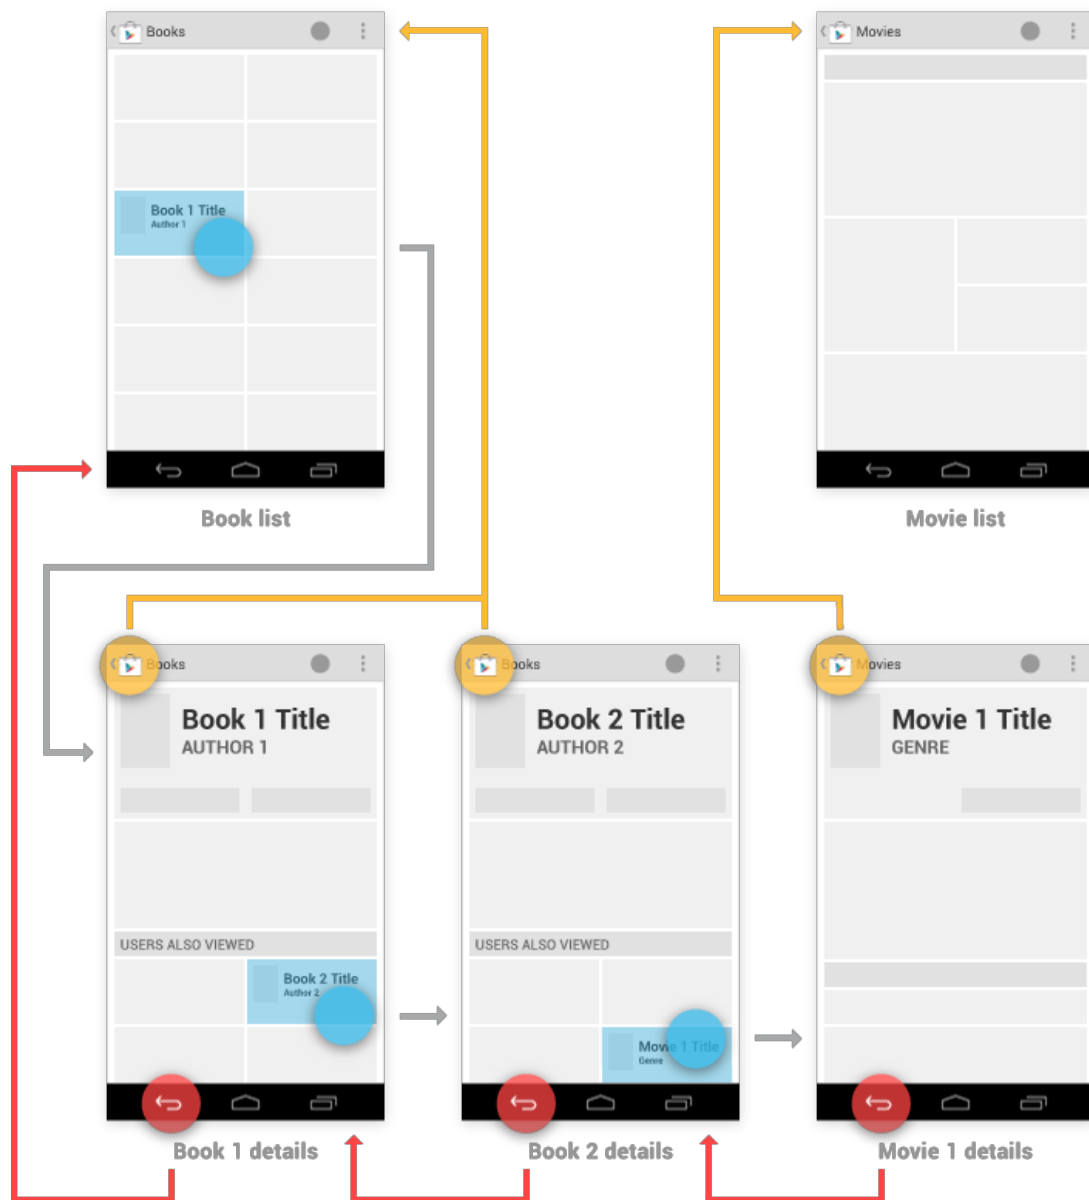 Books
Book 1 Title
Author 1
Book list
Movies
Movie list
Books
Book 1 Title
AUTHOR 1
USERS ALSO VIEWED
Book 2 Title
Author 2
Book 1 details
Books
Book 2 Title
AUTHOR 2
USERS ALSO VIEWED
Movie 1 Title
Genre
Book 2 details
Movies
Movie 1 Title
GENRE
Movie 1 details